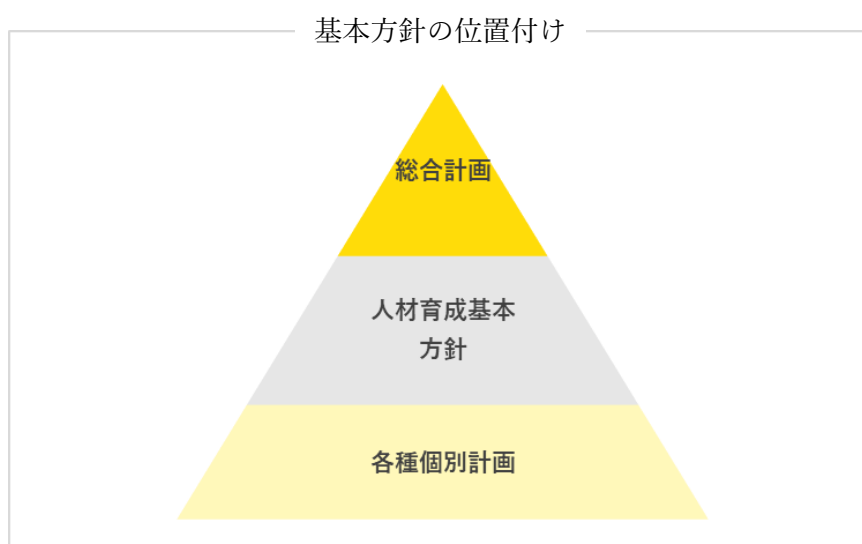 基本方針の位置付け
総合計画
人材育成基本
方針
各種個別計画